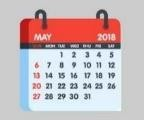 MAY 2018
SUN MON TUE WED THU FRI SAT
1 2 3 4 5
6 7 8 9 10 11 12
13 14 15 16 17 18 19
20 21 22 23 24 25 26
27 28 29 30 31